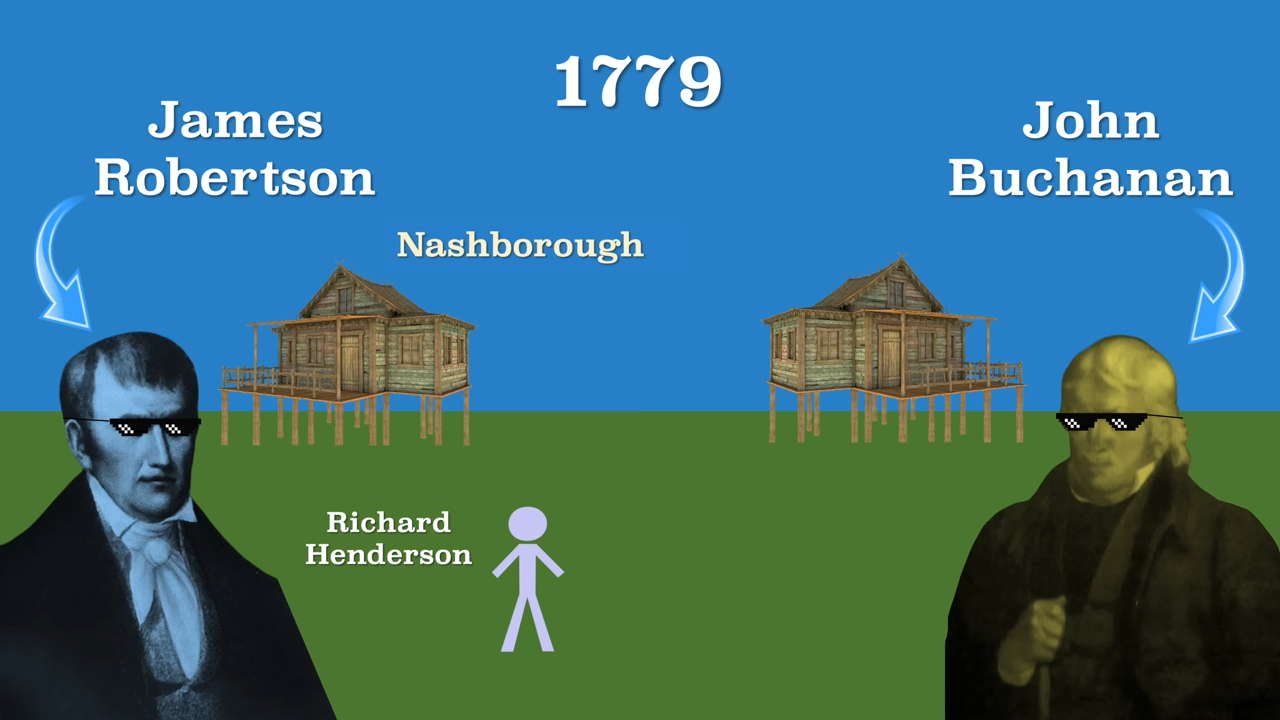 1779
James
Robertson
John
Buchanan
Nashborough
Richard
Henderson